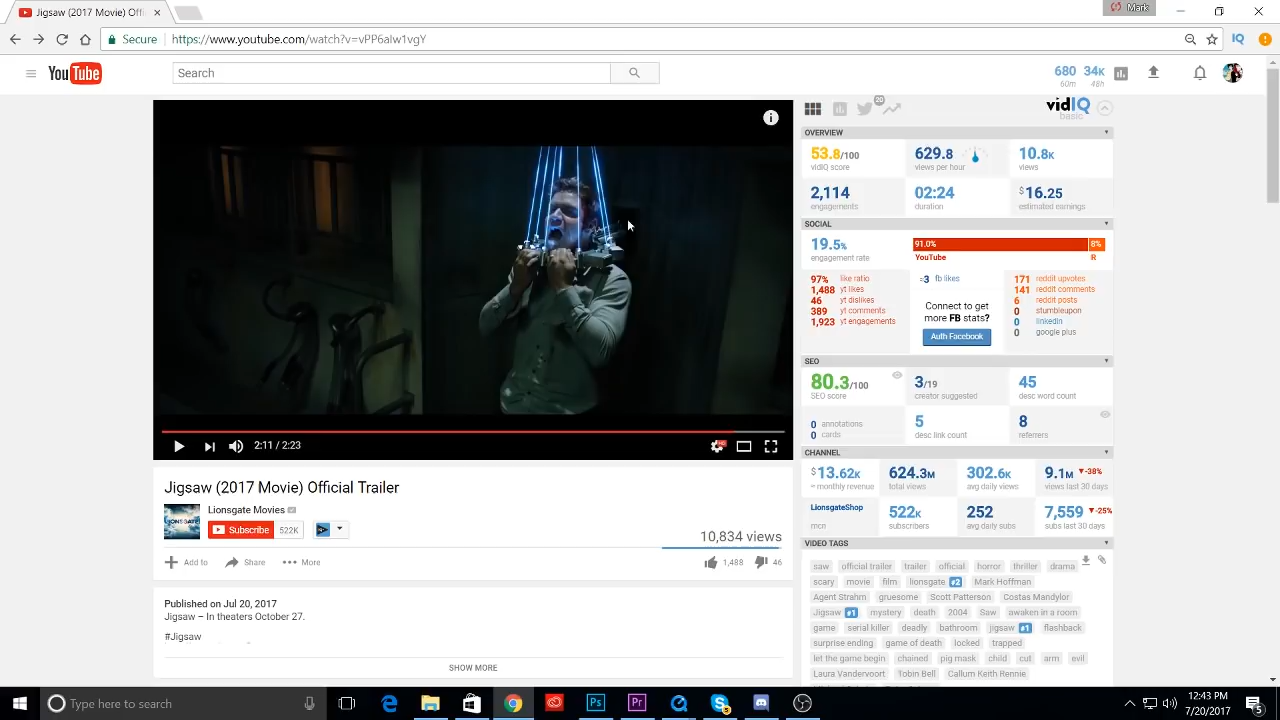 Jigsaw (2017 Movie) Offi
Mark
Secure
https://www.youtube.com/watch?v=vPP6aIw1vgY
IQ
YouTube
Search
680 34K
60m 48h
20
vidIQ
basic
OVERVIEW
53.8/100 629.8 10.8K
vidIQ score views per hour views
2,114 02:24 $16.25
engagements duration estimated earnings
SOCIAL
19.5% 91.0% 8%
engagement rate YouTube R
97% like ratio 3 fb likes 171 reddit upvotes
1,488 yt likes 141 reddit comments
46 yt dislikes 6 reddit posts
389 yt comments 0 stumbleupon
1,923 yt engagements 0 linkedin
0 google plus
Connect to get
more FB stats?
Auth Facebook
SEO
80.3/100 3/19 45
SEO score creator suggested desc word count
0 annotations 5 8
0 cards desc link count referrers
CHANNEL
$13.62K 624.3M 302.6K 9.1M -38%
≈ monthly revenue total views avg daily views views last 30 days
LionsgateShop 522K 252 7,559 -25%
mcn subscribers avg daily subs subs last 30 days
VIDEO TAGS
saw official trailer trailer official horror thriller drama
scary movie film lionsgate #2 Mark Hoffman
Agent Strahm gruesome Scott Patterson Costas Mandylor
Jigsaw #1 mystery death 2004 Saw awaken in a room
game serial killer deadly bathroom jigsaw #1 flashback
surprise ending game of death locked trapped
let the game begin chained pig mask child cut arm evil
Laura Vandervoort Tobin Bell Callum Keith Rennie
2:11 / 2:23
HD
Jigsaw (2017 Movie) Official Trailer
LIONSGATE
Lionsgate Movies
Subscribe 522K
10,834 views
Add to Share More 1,488 46
Published on Jul 20, 2017
Jigsaw – In theaters October 27.
#Jigsaw
SHOW MORE
Type here to search
Ps
Pr
12:43 PM
7/20/2017
5